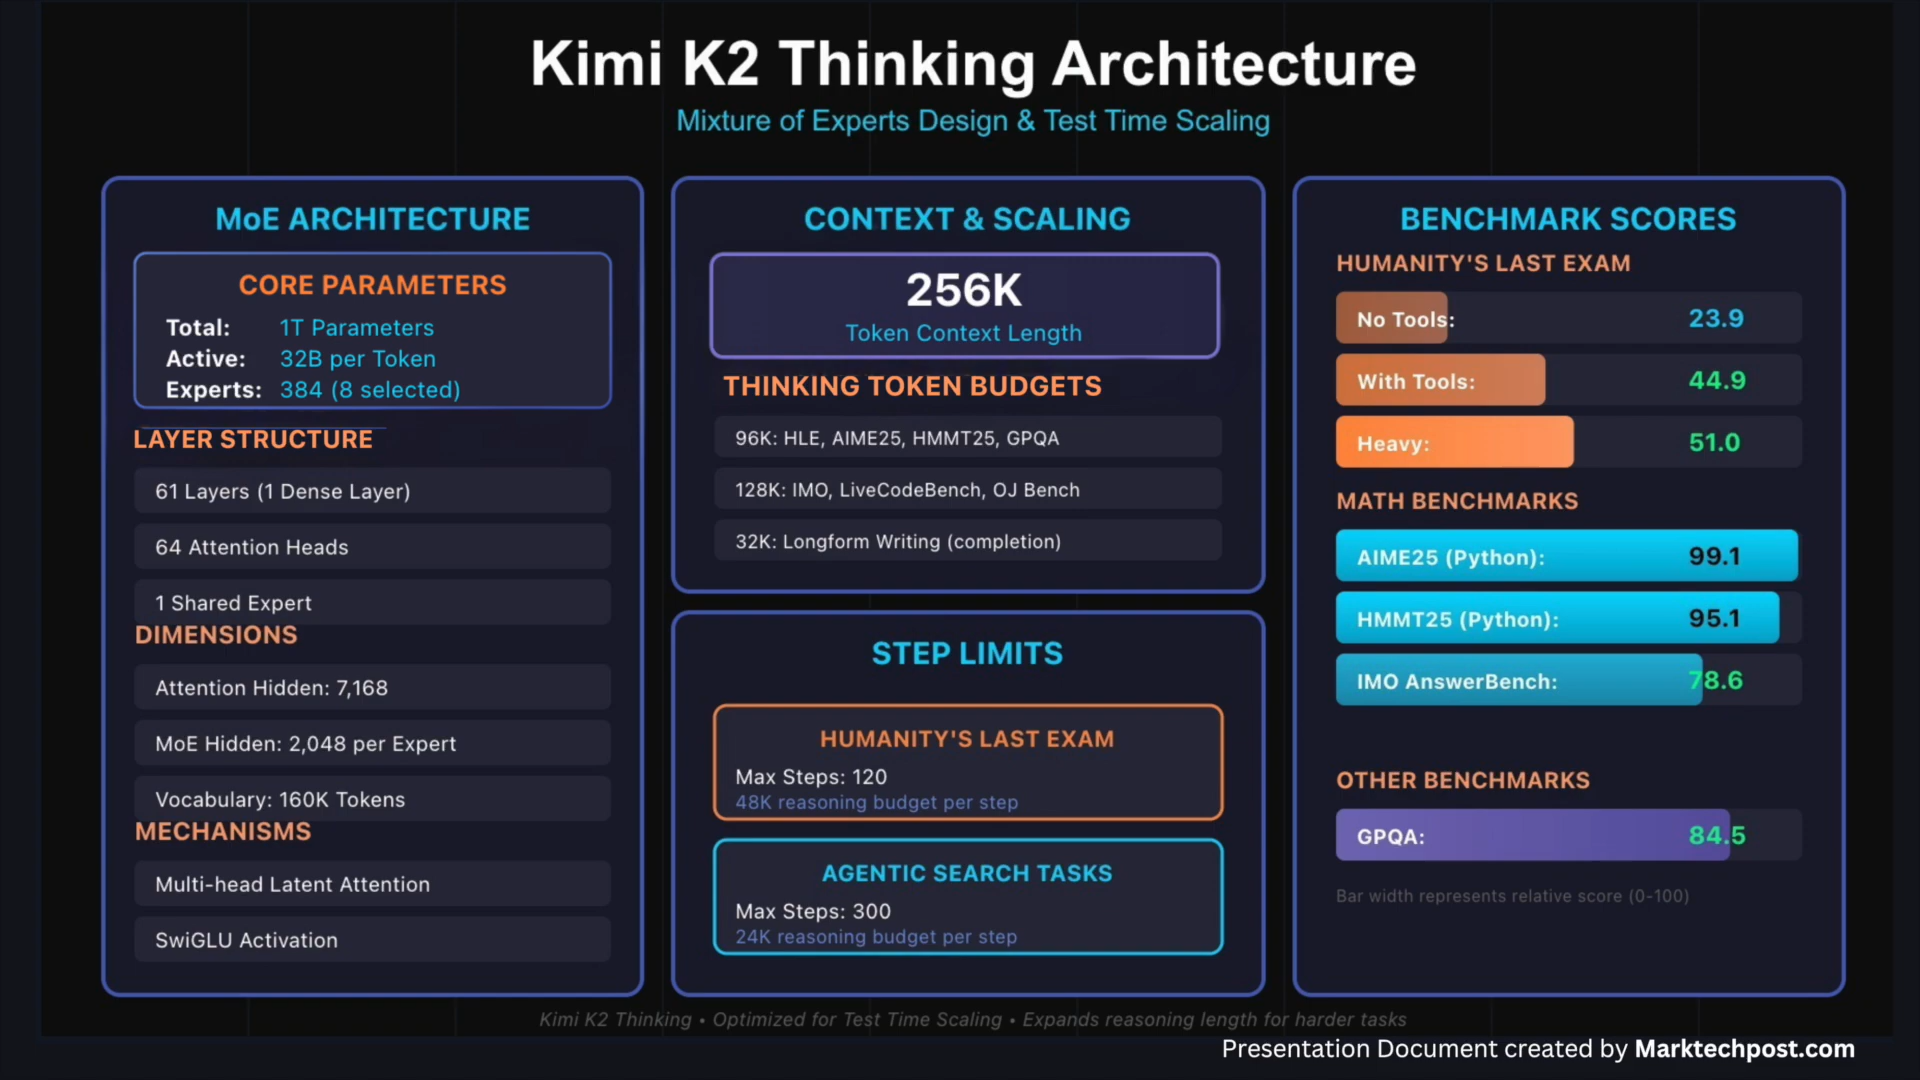 Kimi K2 Thinking Architecture
Mixture of Experts Design & Test Time Scaling
MoE ARCHITECTURE
CORE PARAMETERS
Total: 1T Parameters
Active: 32B per Token
Experts: 384 (8 selected)
LAYER STRUCTURE
61 Layers (1 Dense Layer)
64 Attention Heads
1 Shared Expert
DIMENSIONS
Attention Hidden: 7,168
MoE Hidden: 2,048 per Expert
Vocabulary: 160K Tokens
MECHANISMS
Multi-head Latent Attention
SwiGLU Activation
CONTEXT & SCALING
256K
Token Context Length
THINKING TOKEN BUDGETS
96K: HLE, AIME25, HMMT25, GPQA
128K: IMO, LiveCodeBench, OJ Bench
32K: Longform Writing (completion)
STEP LIMITS
HUMANITY'S LAST EXAM
Max Steps: 120
48K reasoning budget per step
AGENTIC SEARCH TASKS
Max Steps: 300
24K reasoning budget per step
BENCHMARK SCORES
HUMANITY'S LAST EXAM
No Tools: 23.9
With Tools: 44.9
Heavy: 51.0
MATH BENCHMARKS
AIME25 (Python): 99.1
HMMT25 (Python): 95.1
IMO AnswerBench: 78.6
OTHER BENCHMARKS
GPQA: 84.5
Bar width represents relative score (0-100)
Kimi K2 Thinking • Optimized for Test Time Scaling • Expands reasoning length for harder tasks
Presentation Document created by Marktechpost.com